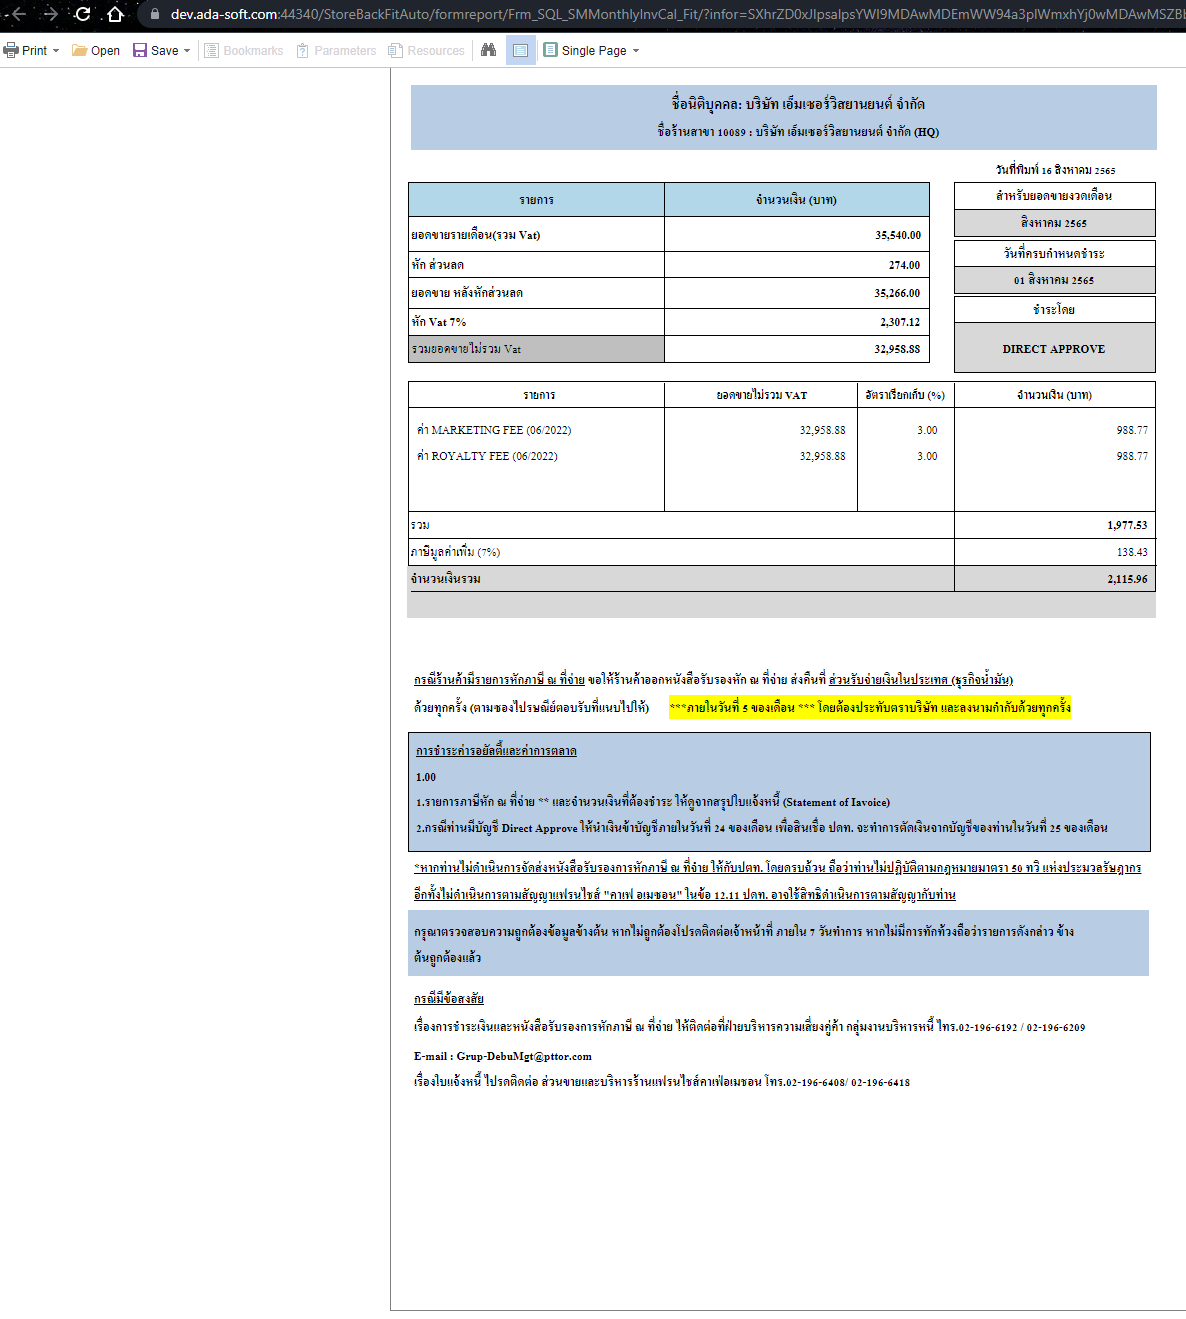 dev.ada-soft.com:44340/StoreBackFitAuto/formreport/Frm_SQL_SMMonthlyInvCal_Fit/?infor=SXhrZD0xJlpsalpsYWI9MDAwMDEmWW94a3plWmxhYj0wMDAwMSZB
Print Open Save Bookmarks Parameters Resources Single Page
ชื่อนิติบุคคล: บริษัท เอ็มเซอร์วิสยานยนต์ จำกัด
ชื่อร้านสาขา 10089 : บริษัท เอ็มเซอร์วิสยานยนต์ จำกัด (HQ)
วันที่พิมพ์ 16 สิงหาคม 2565
รายการ จำนวนเงิน (บาท)
สำหรับยอดขายงวดเดือน
สิงหาคม 2565
ยอดขายรายเดือน(รวม Vat) 35,540.00
วันที่ครบกำหนดชำระ
หัก ส่วนลด 274.00
01 สิงหาคม 2565
ยอดขาย หลังหักส่วนลด 35,266.00
ชำระโดย
หัก Vat 7% 2,307.12
รวมยอดขายไม่รวม Vat 32,958.88
DIRECT APPROVE
รายการ ยอดขายไม่รวม VAT อัตราเรียกเก็บ (%) จำนวนเงิน (บาท)
ค่า MARKETING FEE (06/2022) 32,958.88 3.00 988.77
ค่า ROYALTY FEE (06/2022) 32,958.88 3.00 988.77
รวม 1,977.53
ภาษีมูลค่าเพิ่ม (7%) 138.43
จำนวนเงินรวม 2,115.96
กรณีร้านค้ามีรายการหักภาษี ณ ที่จ่าย ขอให้ร้านค้าออกหนังสือรับรองหัก ณ ที่จ่าย ส่งคืนที่ ส่วนรับจ่ายเงินในประเทศ (ธุรกิจน้ำมัน)
ด้วยทุกครั้ง (ตามซองไปรษณีย์ตอบรับที่แนบไปให้) ***ภายในวันที่ 5 ของเดือน *** โดยต้องประทับตราบริษัท และลงนามกำกับด้วยทุกครั้ง
การชำระค่ารอยัลตี้และค่าการตลาด
1.00
1.รายการภาษีหัก ณ ที่จ่าย ** และจำนวนเงินที่ต้องชำระ ให้ดูจากสรุปใบแจ้งหนี้ (Statement of Iavoice)
2.กรณีท่านมีบัญชี Direct Approve ให้นำเงินเข้าบัญชีภายในวันที่ 24 ของเดือน เพื่อสินเชื่อ ปตท. จะทำการตัดเงินจากบัญชีของท่านในวันที่ 25 ของเดือน
*หากท่านไม่ดำเนินการจัดส่งหนังสือรับรองการหักภาษี ณ ที่จ่าย ให้กับปตท. โดยครบถ้วน ถือว่าท่านไม่ปฏิบัติตามกฎหมายมาตรา 50 ทวิ แห่งประมวลรัษฎากร
อีกทั้งไม่ดำเนินการตามสัญญาแฟรนไชส์ "คาเฟ อเมซอน" ในข้อ 12.11 ปตท. อาจใช้สิทธิดำเนินการตามสัญญากับท่าน
กรุณาตรวจสอบความถูกต้องข้อมูลข้างต้น หากไม่ถูกต้องโปรดติดต่อเจ้าหน้าที่ ภายใน 7 วันทำการ หากไม่มีการทักท้วงถือว่ารายการดังกล่าว ข้าง
ต้นถูกต้องแล้ว
กรณีมีข้อสงสัย
เรื่องการชำระเงินและหนังสือรับรองการหักภาษี ณ ที่จ่าย ให้ติดต่อที่ฝ่ายบริหารความเสี่ยงคู่ค้า กลุ่มงานบริหารหนี้ โทร.02-196-6192 / 02-196-6209
E-mail : Grup-DebuMgt@pttor.com
เรื่องใบแจ้งหนี้ โปรดติดต่อ ส่วนขายและบริหารร้านแฟรนไชส์คาเฟ่อเมซอน โทร.02-196-6408/ 02-196-6418